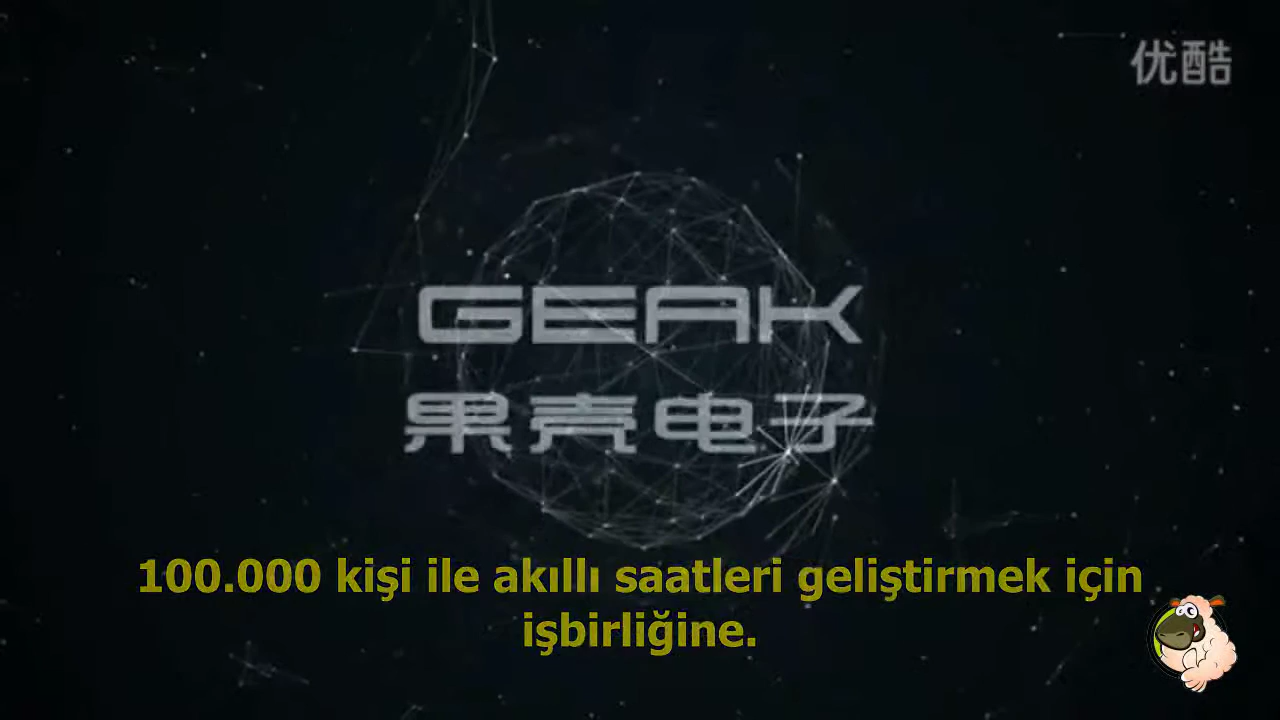 优酷
GEAK
果壳电子
100.000 kişi ile akıllı saatleri geliştirmek için
işbirliğine.